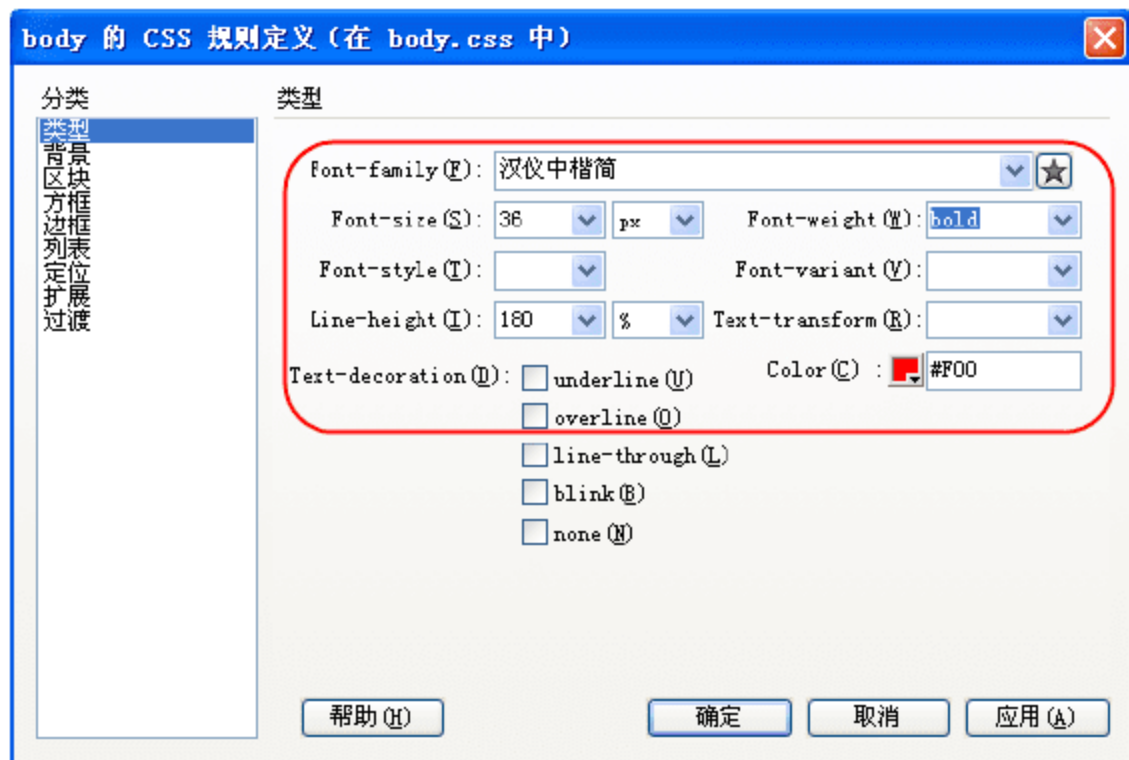 body 的 CSS 规则定义（在 body.css 中）
分类
类型
类型
背景
区块
方框
边框
列表
定位
扩展
过渡
Font-family(F): 汉仪中楷简
Font-size(S): 36 px Font-weight(W): bold
Font-style(T): Font-variant(V):
Line-height(I): 180 % Text-transform(R):
Text-decoration(D): underline(U) Color(C) : #F00
overline(O)
line-through(L)
blink(B)
none(N)
帮助(H) 确定 取消 应用(A)